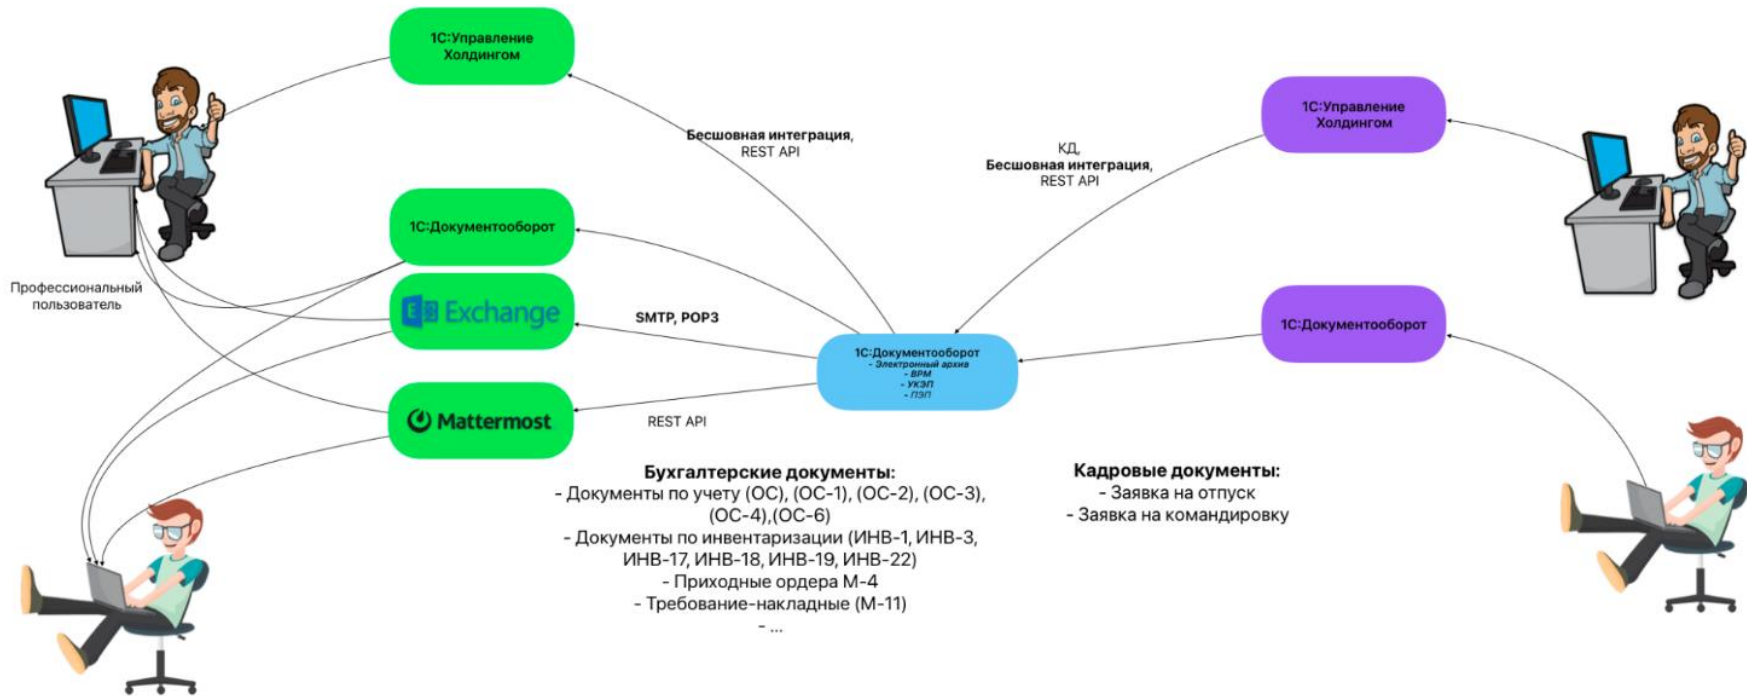 1С:Управление
Холдингом
1С:Управление
Холдингом
Бесшовная интеграция,
REST API
КД,
Бесшовная интеграция,
REST API
1С:Документооборот
Профессиональный
пользователь
E Exchange
SMTP, POP3
1С:Документооборот
1С:Документооборот
- Электронный архив
- ВРМ
- УКЭП
- ПЭП
Mattermost
REST API
Бухгалтерские документы:
- Документы по учету (ОС), (ОС-1), (ОС-2), (ОС-3),
(ОС-4),(ОС-6)
- Документы по инвентаризации (ИНВ-1, ИНВ-3,
ИНВ-17, ИНВ-18, ИНВ-19, ИНВ-22)
- Приходные ордера М-4
- Требование-накладные (М-11)
- ...
Кадровые документы:
- Заявка на отпуск
- Заявка на командировку